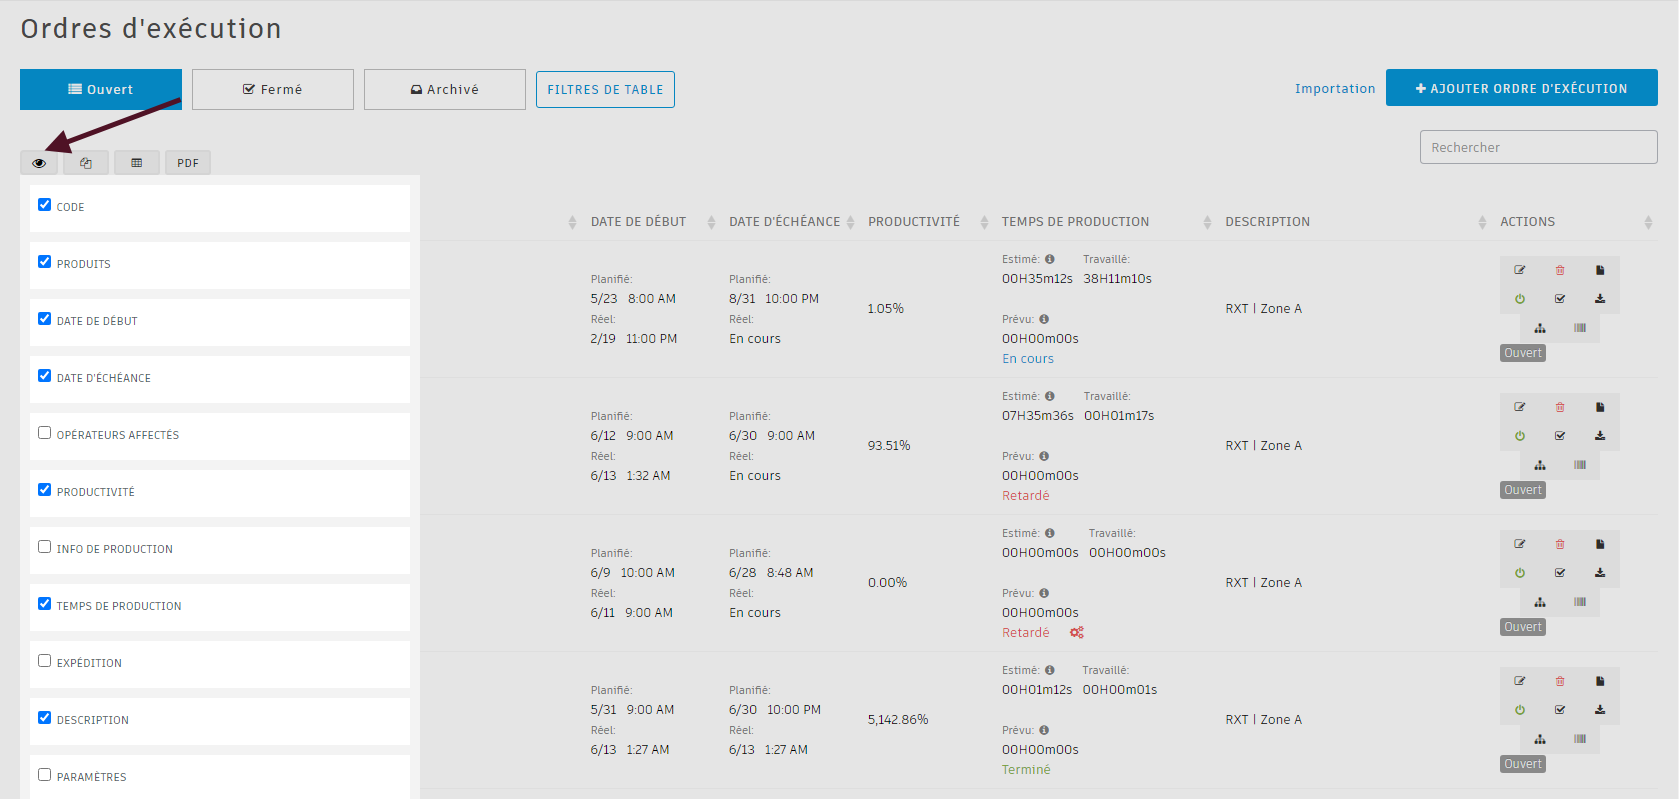 Ordres d'exécution
Ouvert
Fermé
Archivé
FILTRES DE TABLE
Importation
AJOUTER ORDRE D'EXÉCUTION
PDF
Rechercher
CODE
PRODUITS
DATE DE DÉBUT
DATE D'ÉCHÉANCE
OPÉRATEURS AFFECTÉS
PRODUCTIVITÉ
INFO DE PRODUCTION
TEMPS DE PRODUCTION
EXPÉDITION
DESCRIPTION
PARAMÈTRES
DATE DE DÉBUT DATE D'ÉCHÉANCE PRODUCTIVITÉ TEMPS DE PRODUCTION DESCRIPTION ACTIONS
Planifié:
5/23 8:00 AM
Réel:
2/19 11:00 PM
Planifié:
8/31 10:00 PM
Réel:
En cours
1.05%
Estimé: Travaillé:
00H35m12s 38H11m10s
Prévu:
00H00m00s
En cours
RXT | Zone A
Ouvert
Planifié:
6/12 9:00 AM
Réel:
6/13 1:32 AM
Planifié:
6/30 9:00 AM
Réel:
En cours
93.51%
Estimé: Travaillé:
07H35m36s 00H01m17s
Prévu:
00H00m00s
Retardé
RXT | Zone A
Ouvert
Planifié:
6/9 10:00 AM
Réel:
6/11 9:00 AM
Planifié:
6/28 8:48 AM
Réel:
En cours
0.00%
Estimé: Travaillé:
00H00m00s 00H00m00s
Prévu:
00H00m00s
Retardé
RXT | Zone A
Ouvert
Planifié:
5/31 9:00 AM
Réel:
6/13 1:27 AM
Planifié:
6/30 10:00 PM
Réel:
6/13 1:27 AM
5,142.86%
Estimé: Travaillé:
00H01m12s 00H00m01s
Prévu:
00H00m00s
Terminé
RXT | Zone A
Ouvert